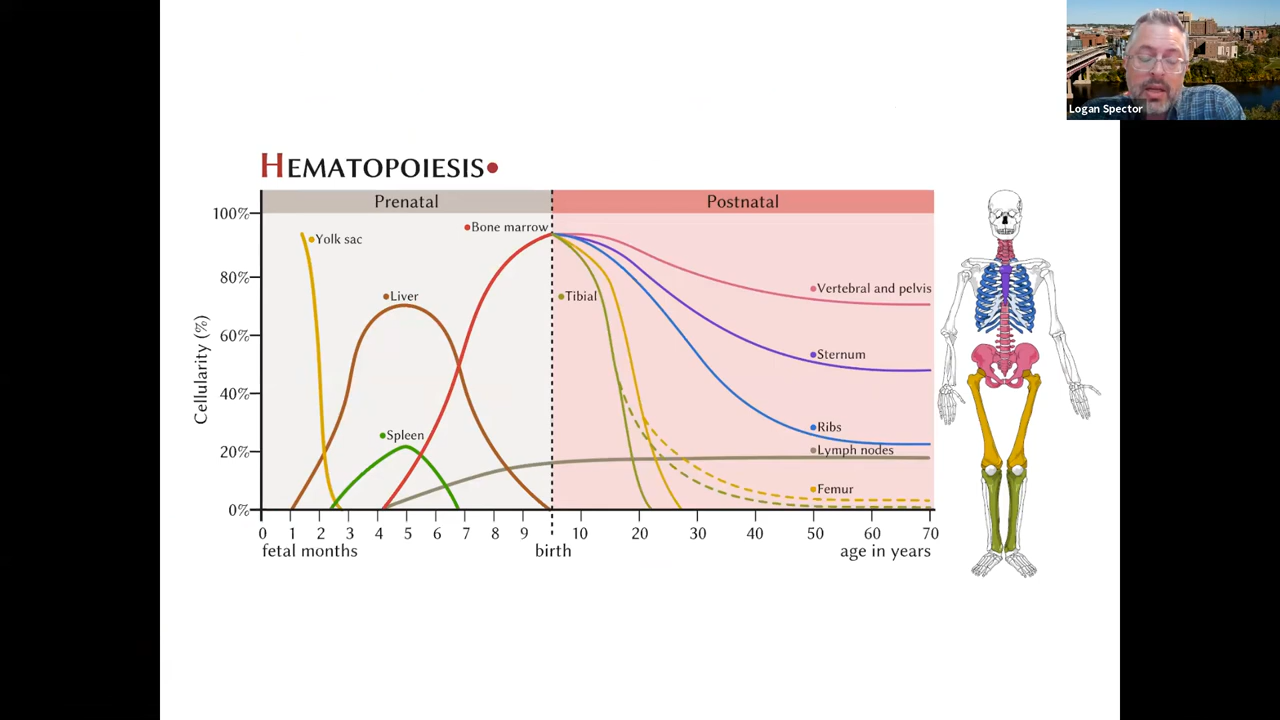 Logan Spector
HEMATOPOIESIS
Prenatal
Postnatal
100%
80%
60%
40%
20%
0%
Cellularity (%)
Yolk sac
Liver
Spleen
Bone marrow
Tibial
Vertebral and pelvis
Sternum
Ribs
Lymph nodes
Femur
0 1 2 3 4 5 6 7 8 9 10 20 30 40 50 60 70
fetal months birth age in years